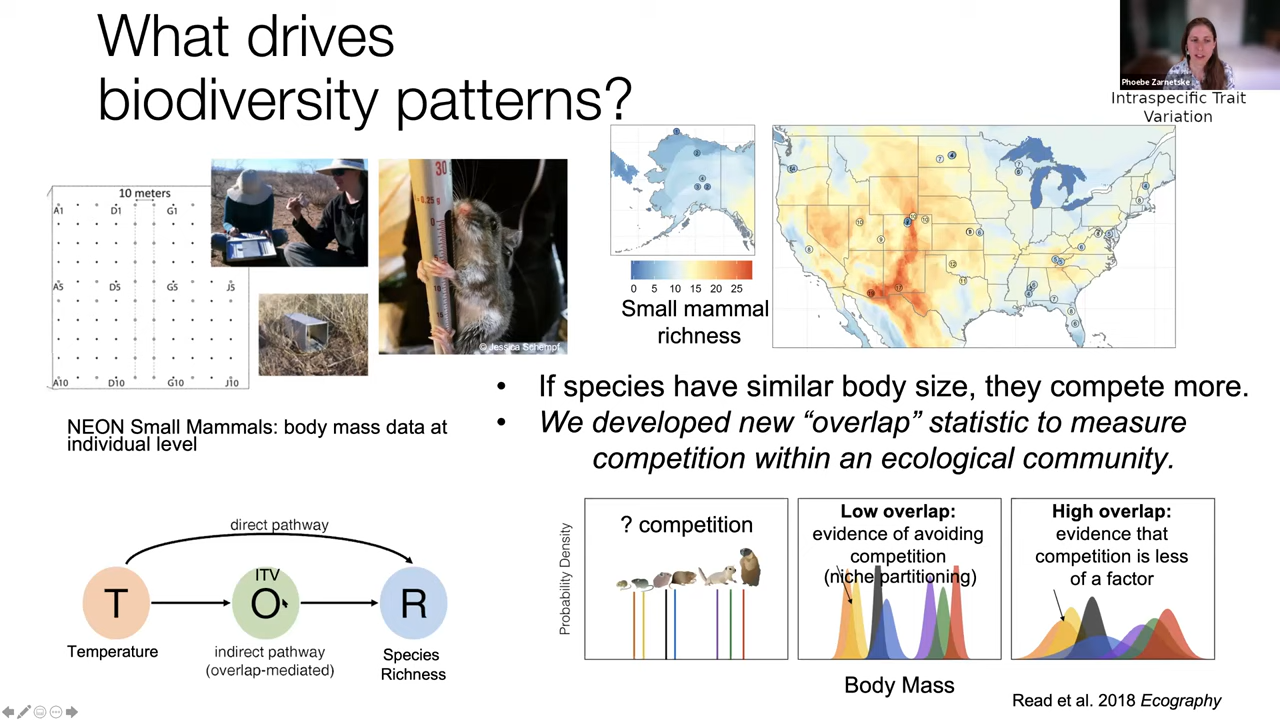 What drives
biodiversity patterns?
Phoebe Zarnetske
Intraspecific Trait
Variation
10 meters
A1 D1 G1
A5 D5 G5 J5
A10 D10 G10 J10
30
0
© Jessica Schempf
NEON Small Mammals: body mass data at
individual level
0 5 10 15 20 25
Small mammal
richness
• If species have similar body size, they compete more.
• We developed new “overlap” statistic to measure
competition within an ecological community.
direct pathway
ITV
T O R
Temperature
indirect pathway
(overlap-mediated)
Species
Richness
Probability Density
? competition
Low overlap:
evidence of avoiding
competition
(niche partitioning)
High overlap:
evidence that
competition is less
of a factor
Body Mass
Read et al. 2018 Ecography